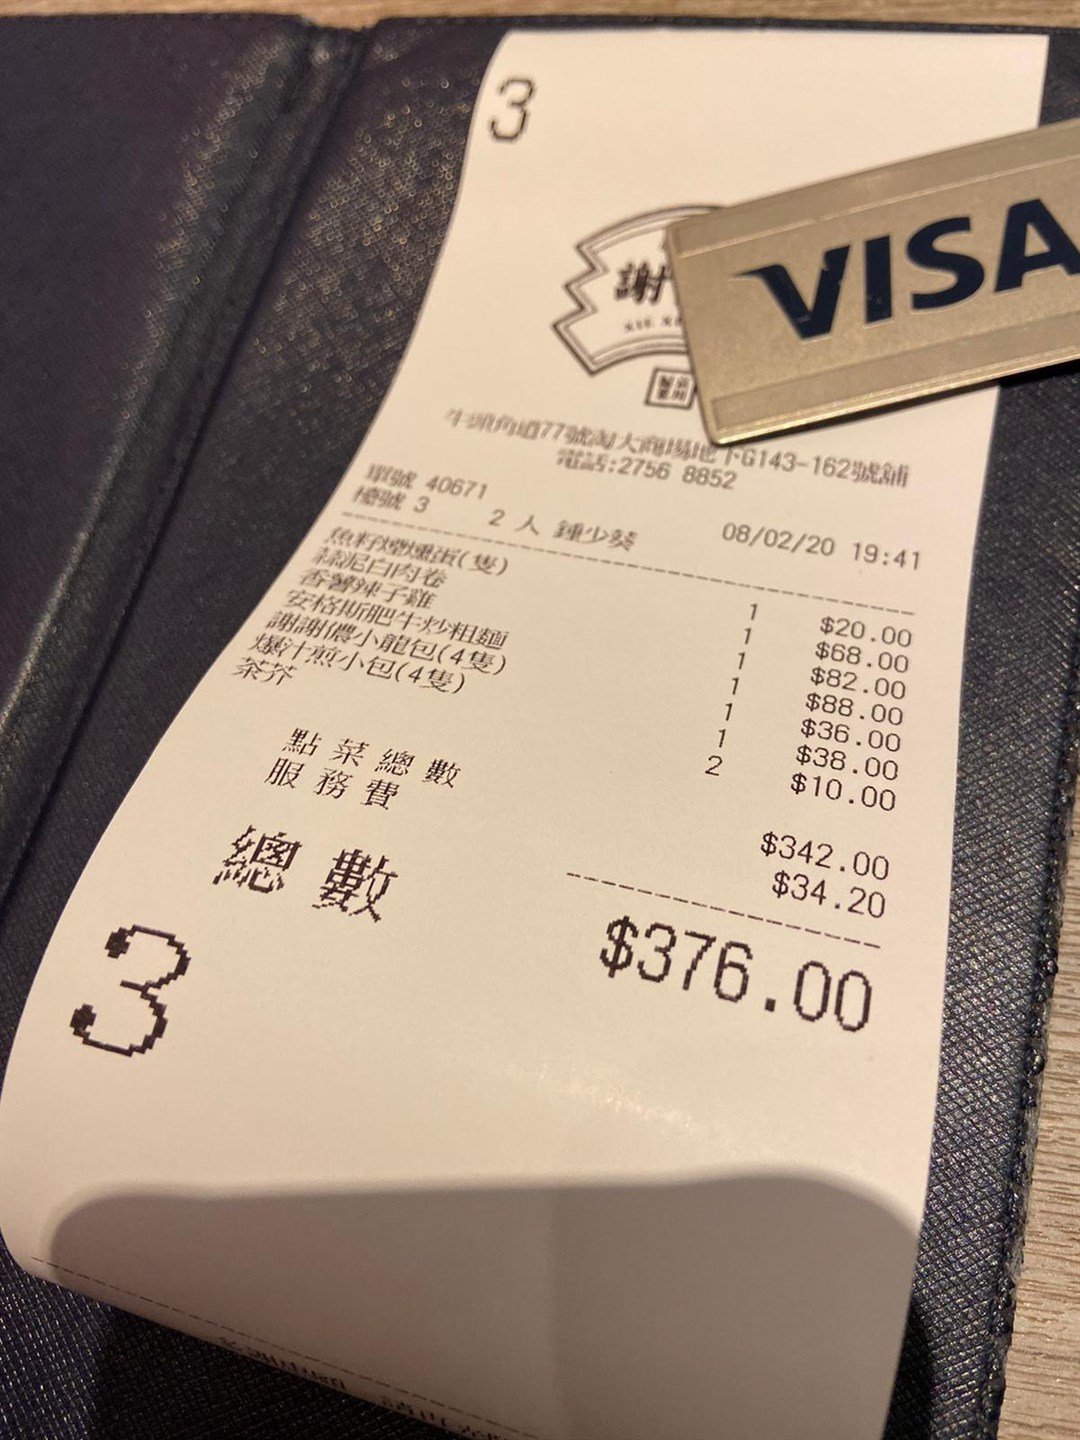 3
謝
XIE XI
VISA
牛頭角道77號淘大商場地下G143-162號舖
電話:2756 8852
單號 40671
檯號 3 2 人 鍾少葵 08/02/20 19:41
魚籽煙燻蛋(隻) 1 $20.00
蒜泥白肉卷 1 $68.00
香薯辣子雞 1 $82.00
安格斯肥牛炒粗麵 1 $88.00
謝謝儂小龍包(4隻) 1 $36.00
爆汁煎小包(4隻) 1 $38.00
茶芥 2 $10.00
點菜總數 $342.00
服務費 $34.20
總數 $376.00
3